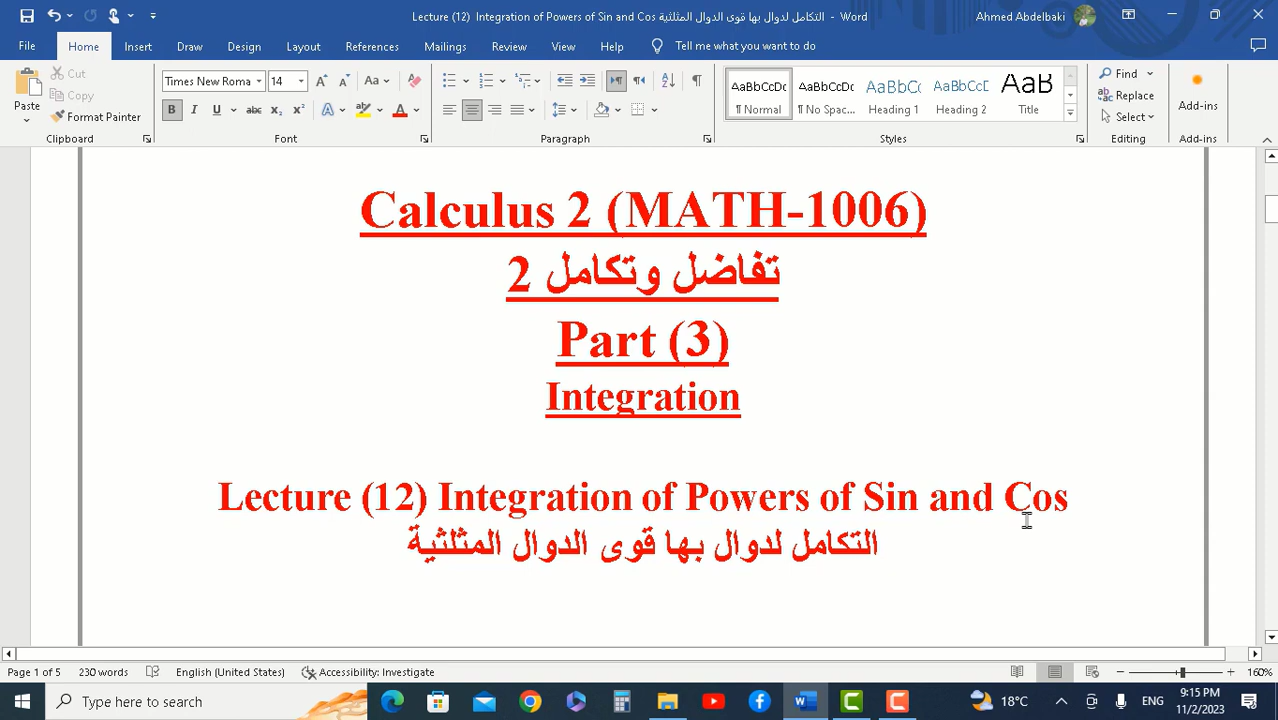 Lecture (12) Integration of Powers of Sin and Cos التكامل لدوال بها قوى الدوال المثلثية - Word
Ahmed Abdelbaki
File Home Insert Draw Design Layout References Mailings Review View Help Tell me what you want to do
Paste
Cut
Copy
Format Painter
Clipboard
Times New Roma 14
Font
Paragraph
AaBbCcDc AaBbCcDc AaBbCc AaBbCcD AaB
¶ Normal ¶ No Spac... Heading 1 Heading 2 Title
Styles
Find
Replace
Select
Editing
Add-ins
Add-ins
Calculus 2 (MATH-1006)
تفاضل وتكامل 2
Part (3)
Integration
Lecture (12) Integration of Powers of Sin and Cos
التكامل لدوال بها قوى الدوال المثلثية
Page 1 of 5 230 words English (United States) Accessibility: Investigate 160%
Type here to search 18°C ENG 9:15 PM
11/2/2023